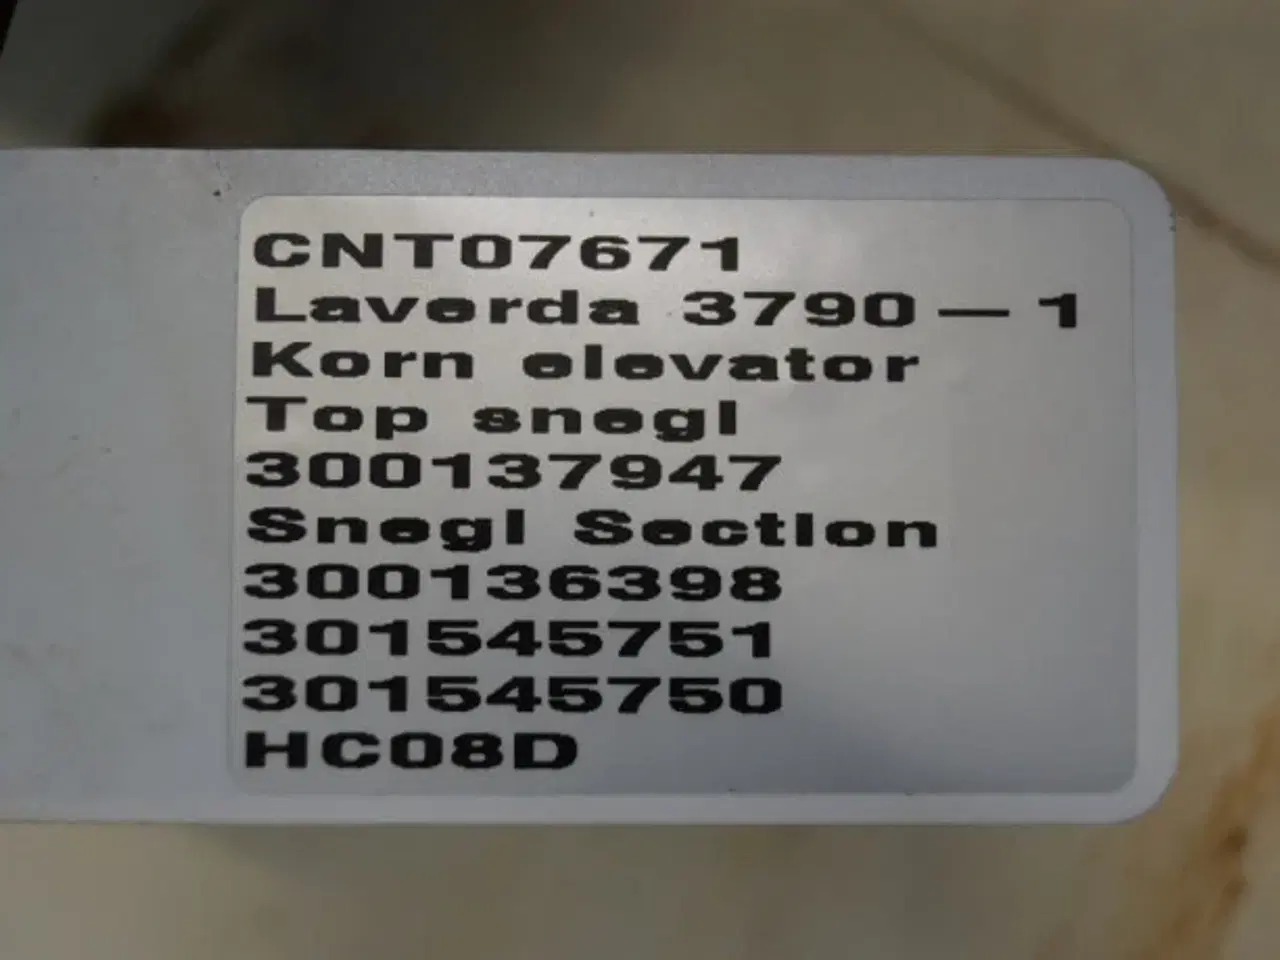 CNT07671
Laverda 3790 – 1
Korn elevator
Top snegl
300137947
Snegl Section
300136398
301545751
301545750
HC08D